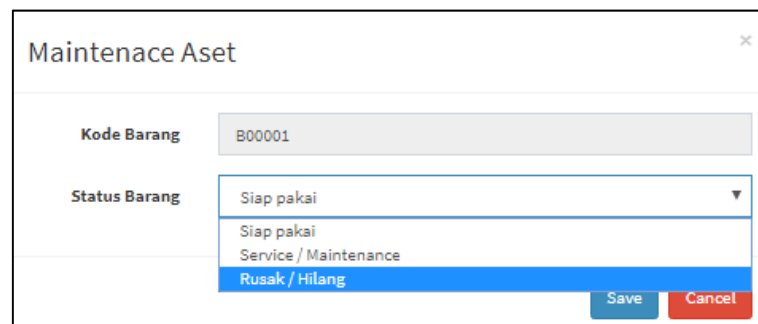 Maintenace Aset ×
Kode Barang B00001
Status Barang Siap pakai ▼
Siap pakai
Service / Maintenance
Rusak / Hilang
Save Cancel